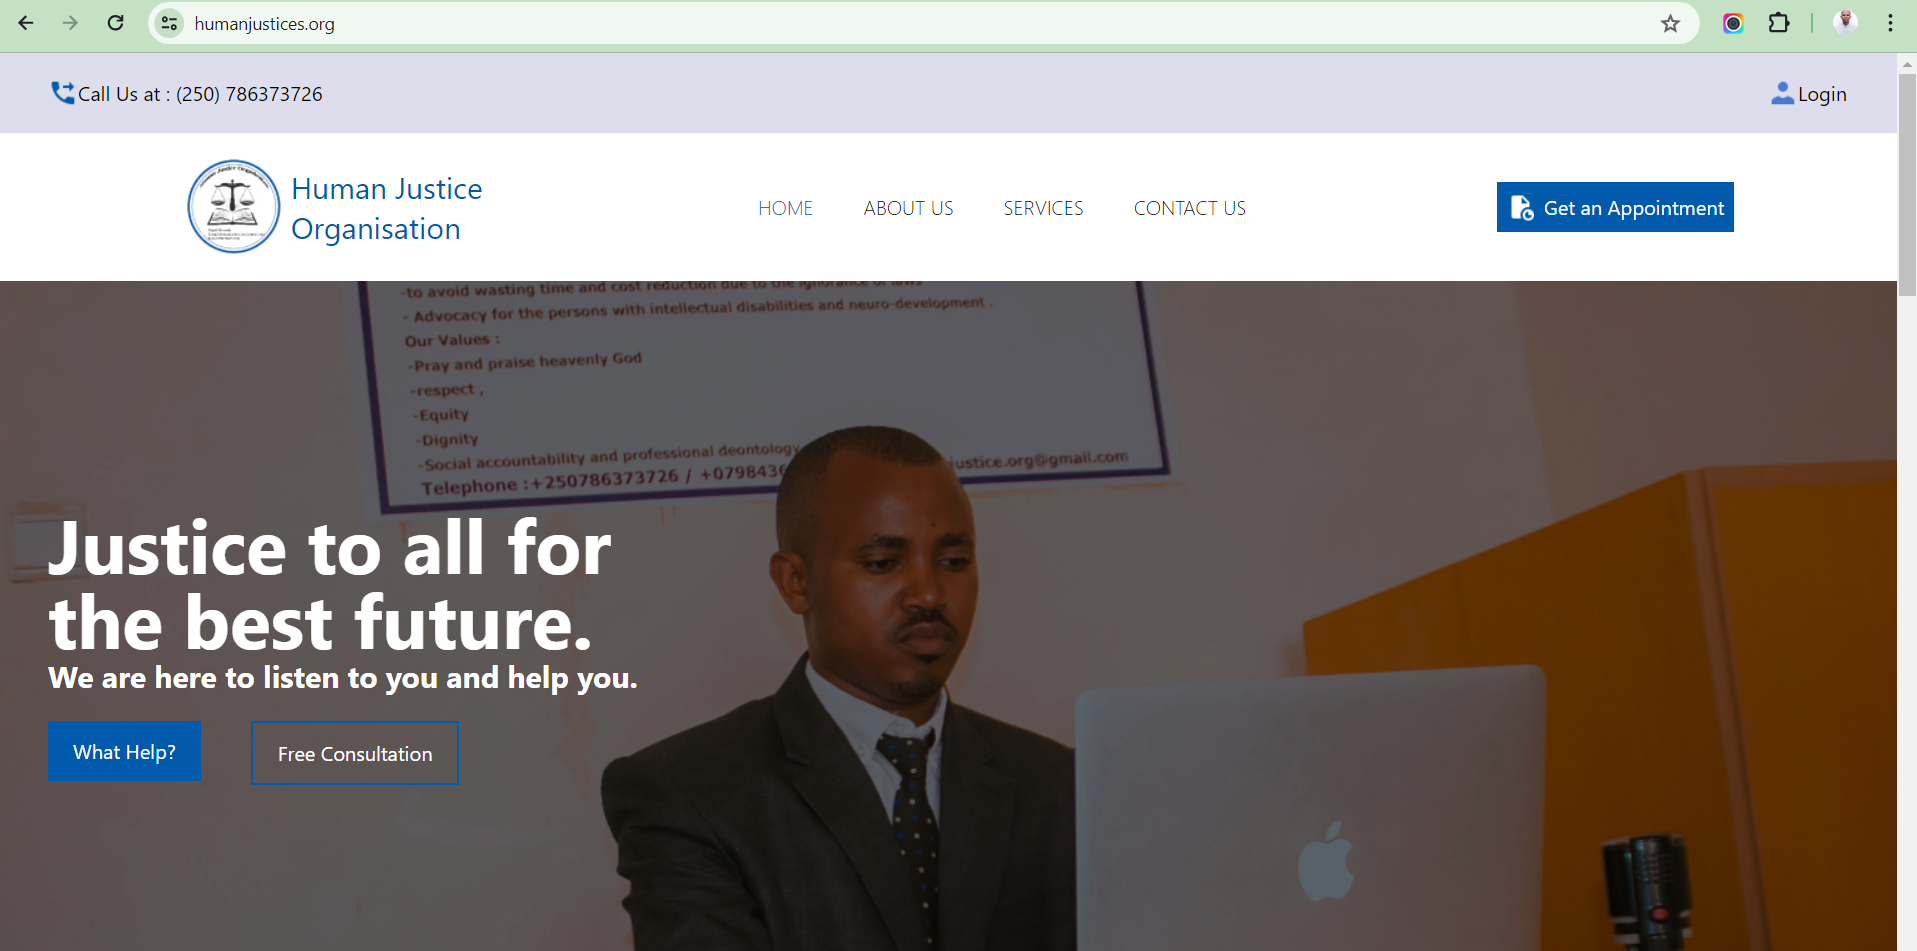 humanjustices.org
Call Us at : (250) 786373726
Login
Human Justice
Organisation
HOME
ABOUT US
SERVICES
CONTACT US
Get an Appointment
-to avoid wasting time and cost reduction due to the ignorance of laws
- Advocacy for the persons with intellectual disabilities and neuro-development .
Our Values :
-Pray and praise heavenly God
-respect ,
-Equity
-Dignity
-Social accountability and professional deontology
justice.org@gmail.com
Telephone :+250786373726 / +0798436
Justice to all for
the best future.
We are here to listen to you and help you.
What Help?
Free Consultation